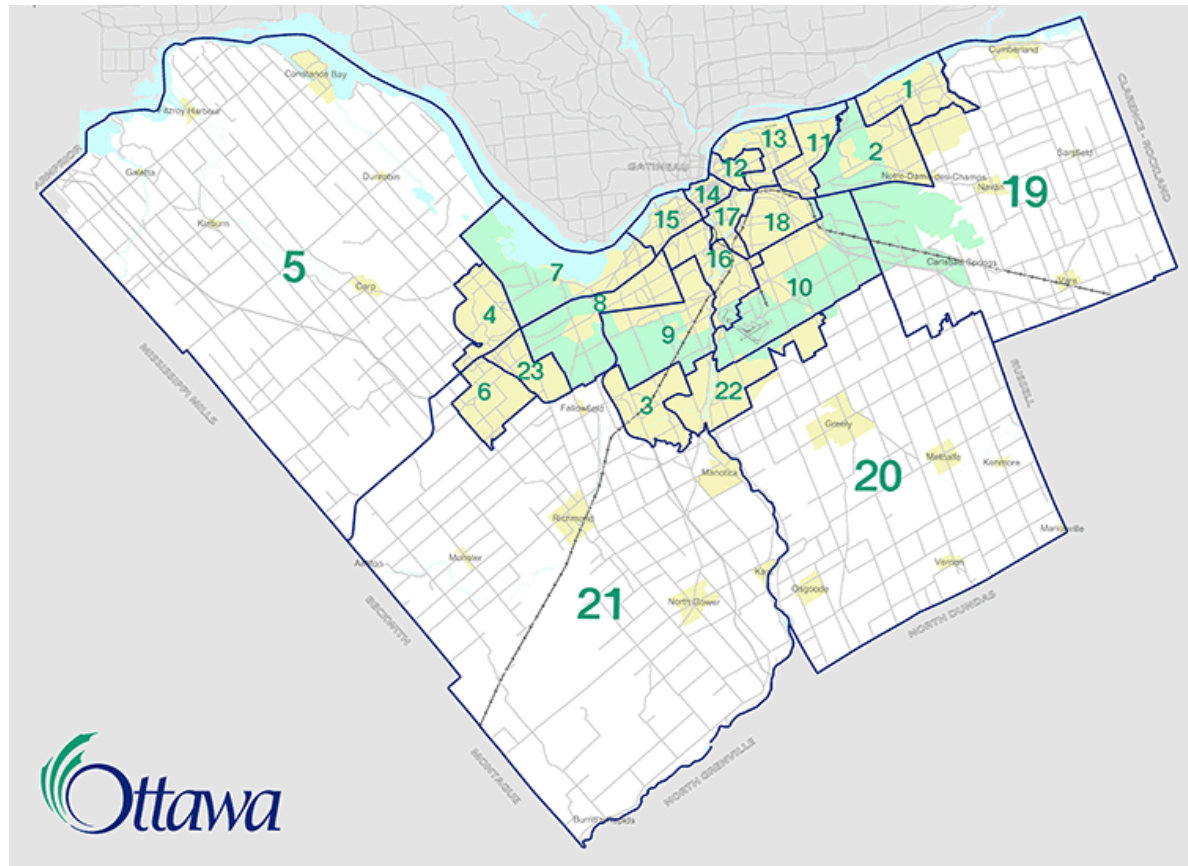 Constance Bay
Cumberland
1
CLARENCE - ROCKLAND
Fitzroy Harbour
13
11
2
Sarsfield
ARNPRIOR
Galetta
Dunrobin
GATINEAU
12
Notre-Dame-des-Champs
Navan
19
14
15
17
18
Kinburn
5
7
16
Carlsbad Springs
Vars
Carp
4
8
10
9
MISSISSIPPI MILLS
23
6
3
22
RUSSELL
Fallowfield
Greely
20
Metcalfe
Kenmore
Manotick
Richmond
Marionville
Munster
Ashton
Vernon
Kars
Osgoode
21
North Gower
BECKWITH
NORTH DUNDAS
MONTAGUE
NORTH GRENVILLE
Burritts Rapids
Ottawa